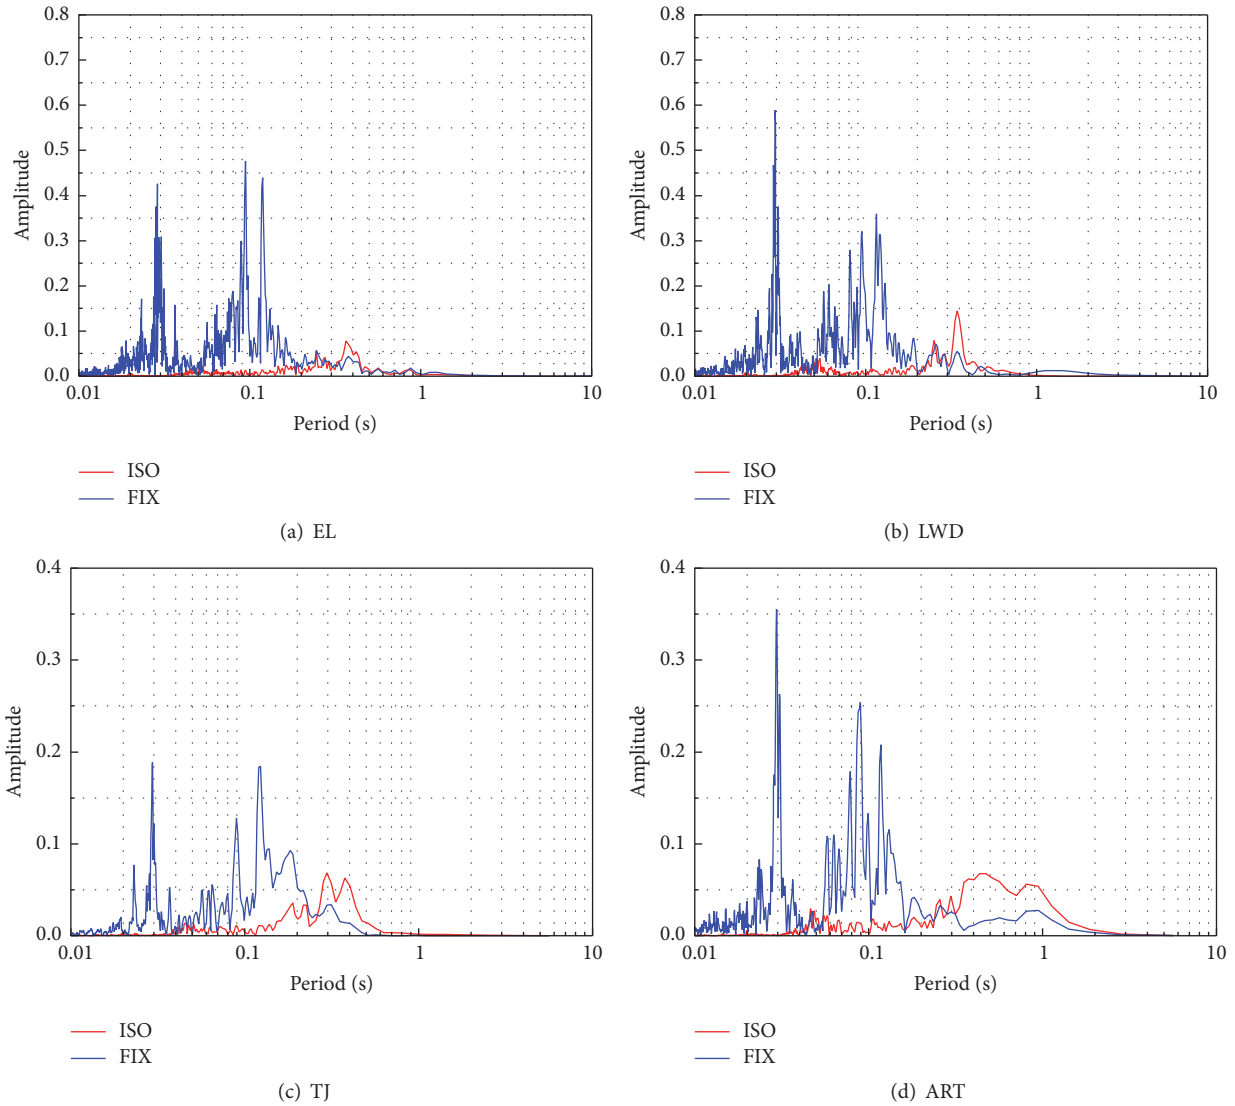 0.8
0.7
0.6
0.5
0.4
0.3
0.2
0.1
0.0
Amplitude
0.01 0.1 1 10
Period (s)
ISO
FIX
(a) EL
0.8
0.7
0.6
0.5
0.4
0.3
0.2
0.1
0.0
Amplitude
0.01 0.1 1 10
Period (s)
ISO
FIX
(b) LWD
0.4
0.3
0.2
0.1
0.0
Amplitude
0.01 0.1 1 10
Period (s)
ISO
FIX
(c) TJ
0.4
0.3
0.2
0.1
0.0
Amplitude
0.01 0.1 1 10
Period (s)
ISO
FIX
(d) ART